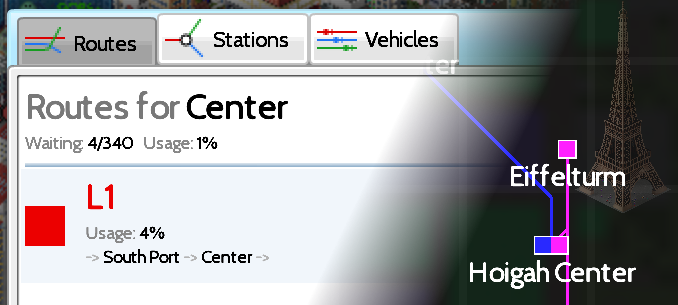 Routes
Stations
Vehicles
Routes for Center
Waiting: 4/340 Usage: 1%
L1
Usage: 4%
-> South Port -> Center ->
Eiffelturm
Hoigah Center